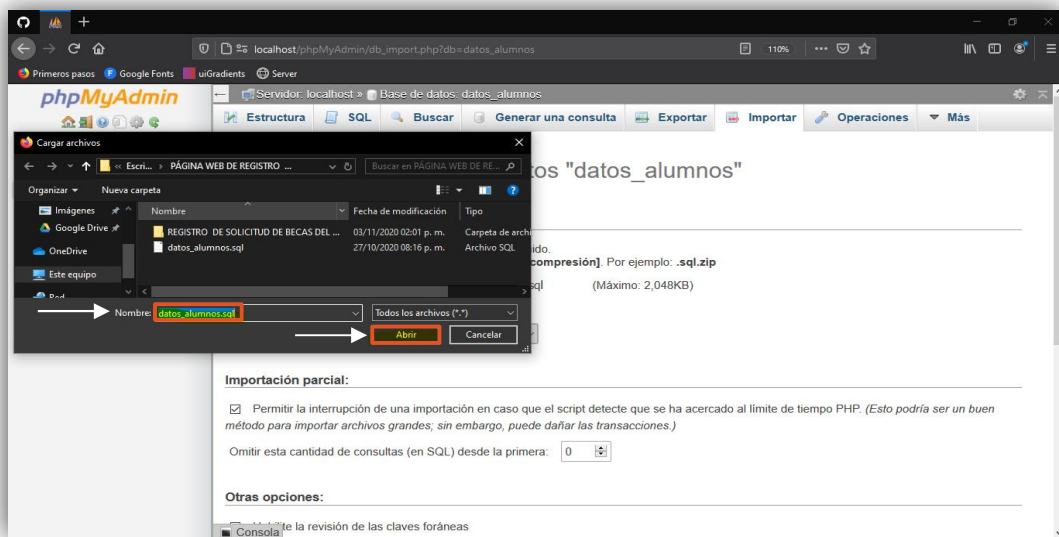 localhost/phpMyAdmin/db_import.php?db=datos_alumnos
110%
Primeros pasos
Google Fonts
uiGradients
Server
phpMyAdmin
Servidor: localhost » Base de datos: datos_alumnos
Estructura
SQL
Buscar
Generar una consulta
Exportar
Importar
Operaciones
Más
Cargar archivos
« Escri... > PÁGINA WEB DE REGISTRO ...
Buscar en PÁGINA WEB DE RE...
Organizar
Nueva carpeta
Imágenes
Google Drive
OneDrive
Este equipo
Red
Nombre
Fecha de modificación
Tipo
REGISTRO DE SOLICITUD DE BECAS DEL ...
03/11/2020 02:01 p. m.
Carpeta de archi
datos_alumnos.sql
27/10/2020 08:16 p. m.
Archivo SQL
Nombre:
datos_alumnos.sql
Todos los archivos (*.*)
Abrir
Cancelar
tos "datos_alumnos"
ido.
compresión]. Por ejemplo: .sql.zip
sql (Máximo: 2,048KB)
Importación parcial:
Permitir la interrupción de una importación en caso que el script detecte que se ha acercado al límite de tiempo PHP. (Esto podría ser un buen
método para importar archivos grandes; sin embargo, puede dañar las transacciones.)
Omitir esta cantidad de consultas (en SQL) desde la primera: 0
Otras opciones:
la revisión de las claves foráneas
Consola